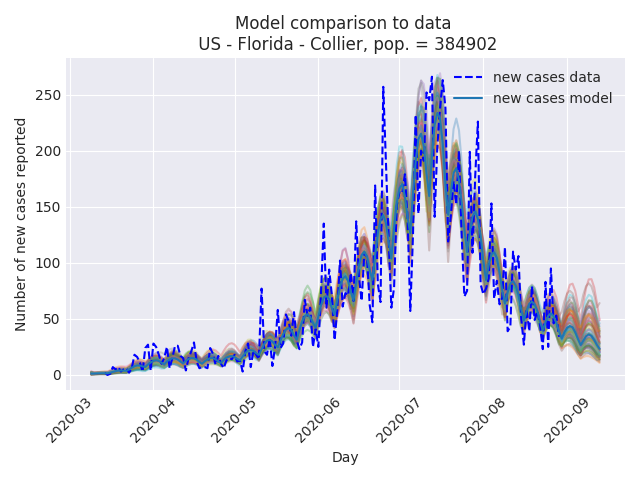 Model comparison to data
US - Florida - Collier, pop. = 384902
Number of new cases reported
250
200
150
100
50
0
new cases data
new cases model
2020-03
2020-04
2020-05
2020-06
2020-07
2020-08
2020-09
Day